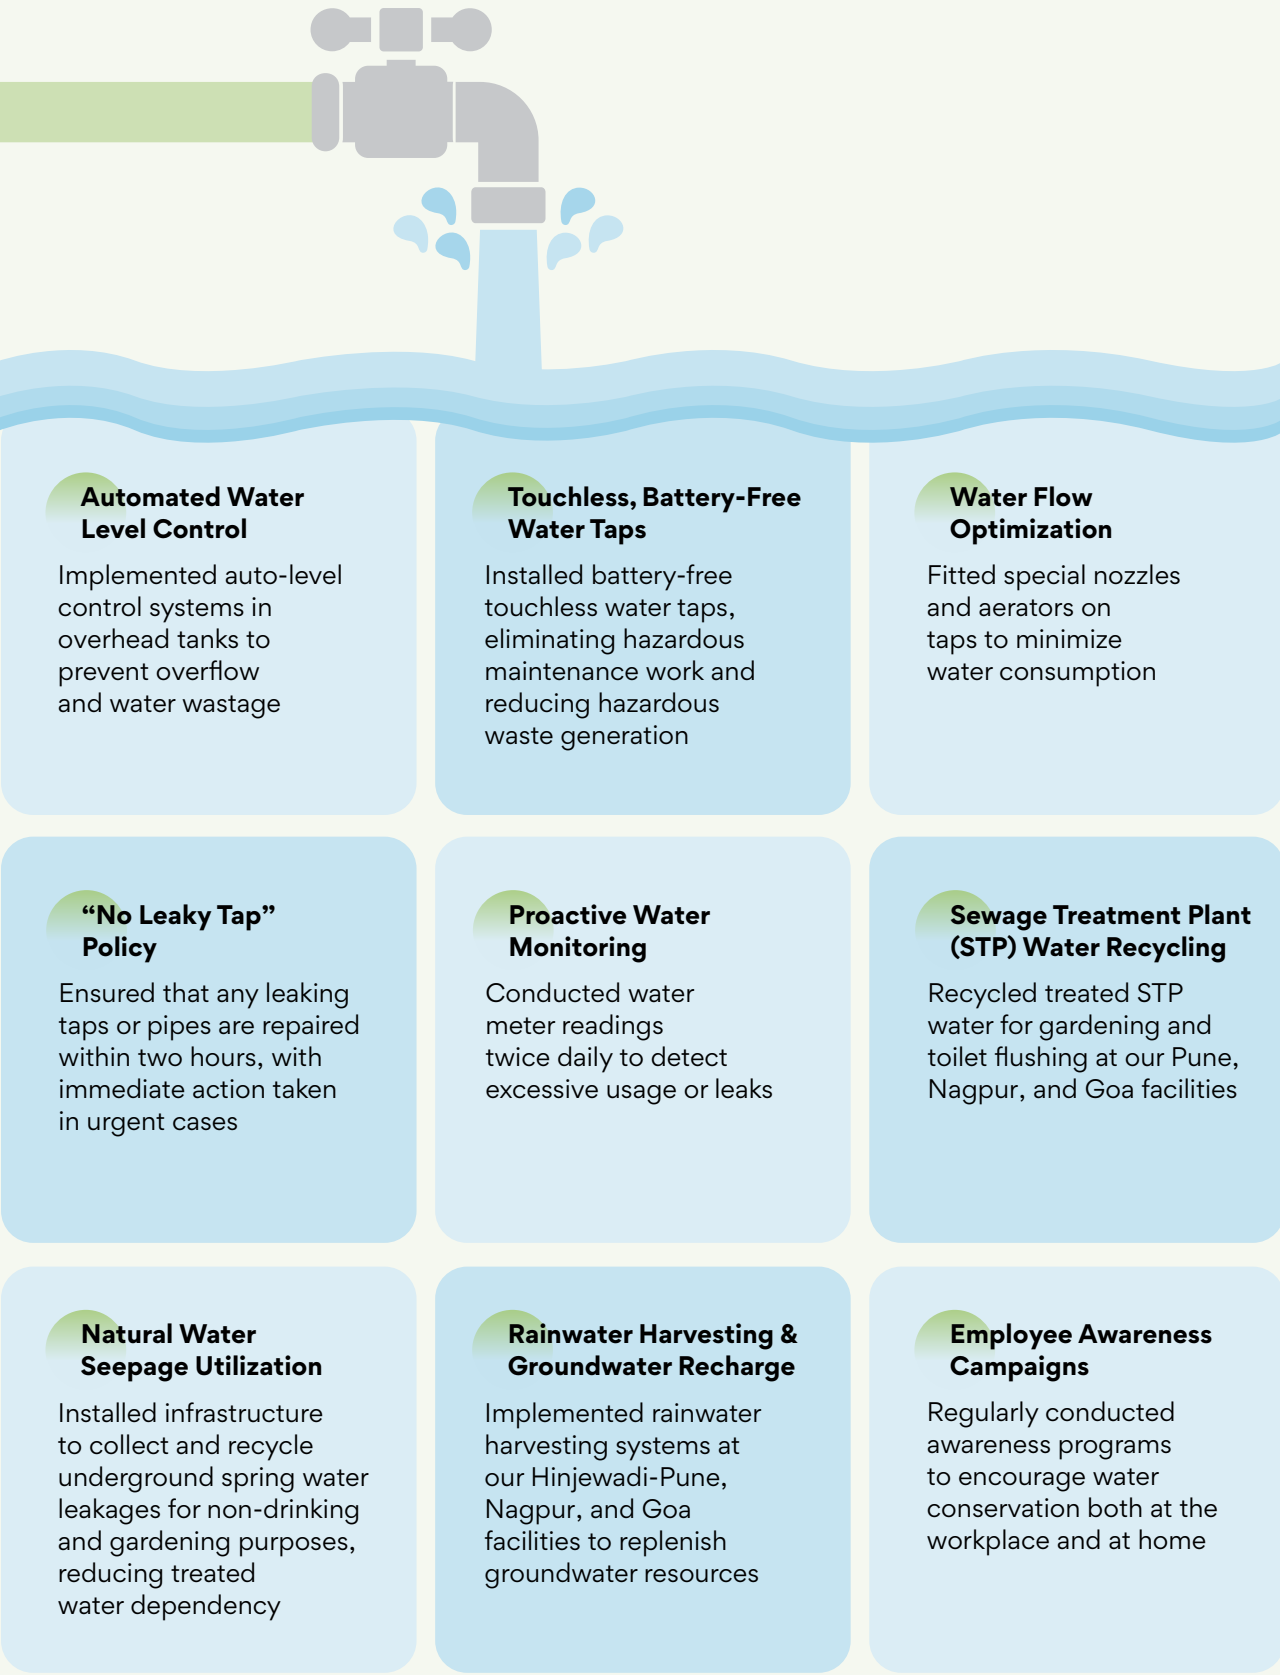 Automated Water
Level Control
Implemented auto-level
control systems in
overhead tanks to
prevent overflow
and water wastage
Touchless, Battery-Free
Water Taps
Installed battery-free
touchless water taps,
eliminating hazardous
maintenance work and
reducing hazardous
waste generation
Water Flow
Optimization
Fitted special nozzles
and aerators on
taps to minimize
water consumption
“No Leaky Tap”
Policy
Ensured that any leaking
taps or pipes are repaired
within two hours, with
immediate action taken
in urgent cases
Proactive Water
Monitoring
Conducted water
meter readings
twice daily to detect
excessive usage or leaks
Sewage Treatment Plant
(STP) Water Recycling
Recycled treated STP
water for gardening and
toilet flushing at our Pune,
Nagpur, and Goa facilities
Natural Water
Seepage Utilization
Installed infrastructure
to collect and recycle
underground spring water
leakages for non-drinking
and gardening purposes,
reducing treated
water dependency
Rainwater Harvesting &
Groundwater Recharge
Implemented rainwater
harvesting systems at
our Hinjewadi-Pune,
Nagpur, and Goa
facilities to replenish
groundwater resources
Employee Awareness
Campaigns
Regularly conducted
awareness programs
to encourage water
conservation both at the
workplace and at home